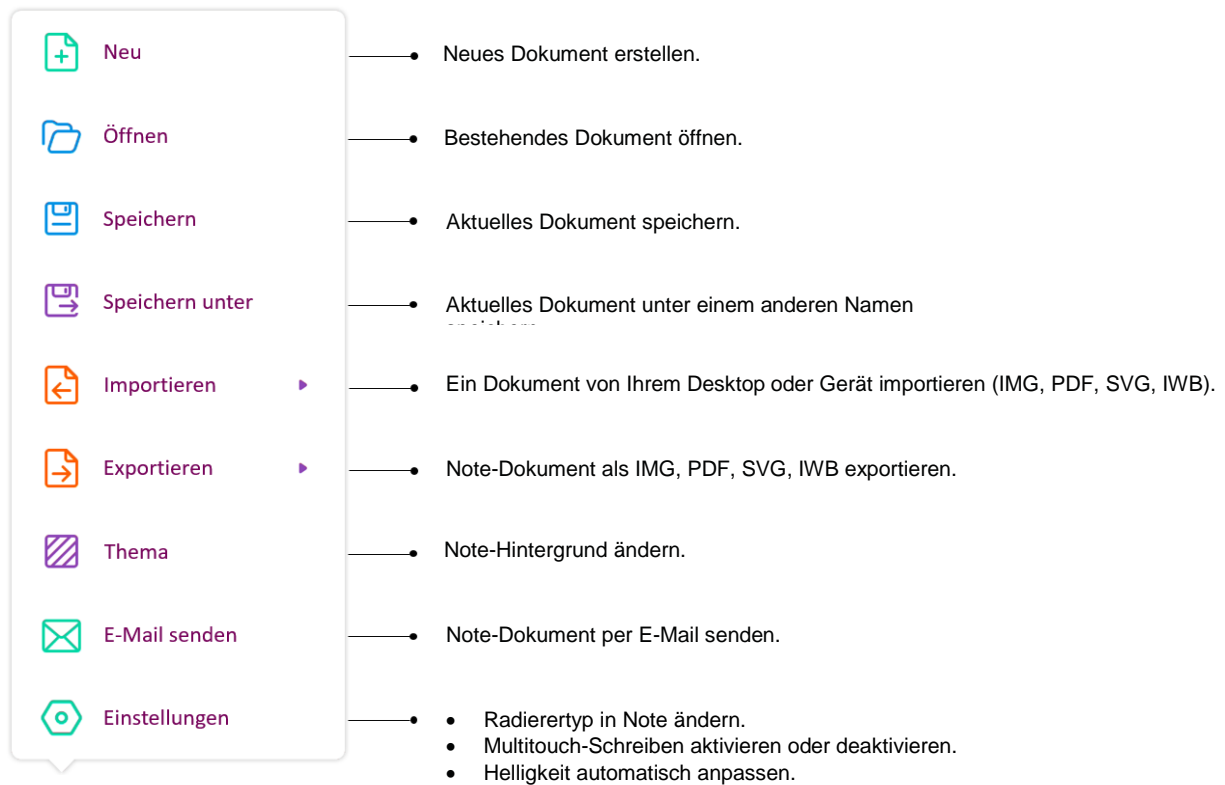 Neu
Neues Dokument erstellen.
Öffnen
Bestehendes Dokument öffnen.
Speichern
Aktuelles Dokument speichern.
Speichern unter
Aktuelles Dokument unter einem anderen Namen
Importieren
Ein Dokument von Ihrem Desktop oder Gerät importieren (IMG, PDF, SVG, IWB).
Exportieren
Note-Dokument als IMG, PDF, SVG, IWB exportieren.
Thema
Note-Hintergrund ändern.
E-Mail senden
Note-Dokument per E-Mail senden.
Einstellungen
• Radierertyp in Note ändern.
• Multitouch-Schreiben aktivieren oder deaktivieren.
• Helligkeit automatisch anpassen.